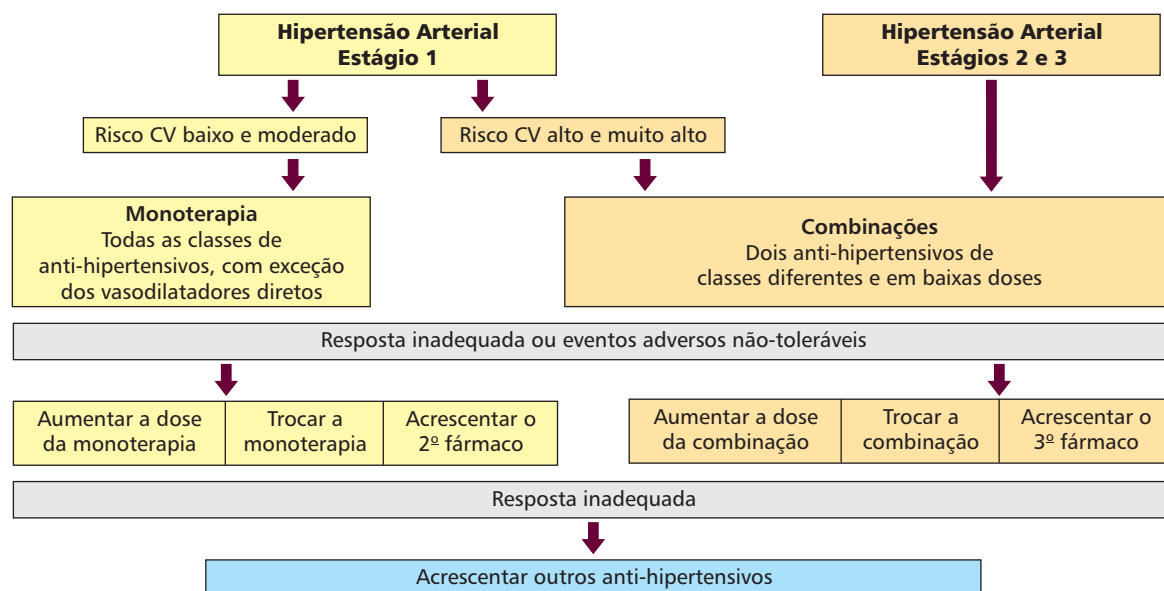 Hipertensão Arterial
Estágio 1
Hipertensão Arterial
Estágios 2 e 3
Risco CV baixo e moderado
Risco CV alto e muito alto
Monoterapia
Todas as classes de
anti-hipertensivos, com exceção
dos vasodilatadores diretos
Combinações
Dois anti-hipertensivos de
classes diferentes e em baixas doses
Resposta inadequada ou eventos adversos não-toleráveis
Aumentar a dose
da monoterapia
Trocar a
monoterapia
Acrescentar o
2º fármaco
Aumentar a dose
da combinação
Trocar a
combinação
Acrescentar o
3º fármaco
Resposta inadequada
Acrescentar outros anti-hipertensivos